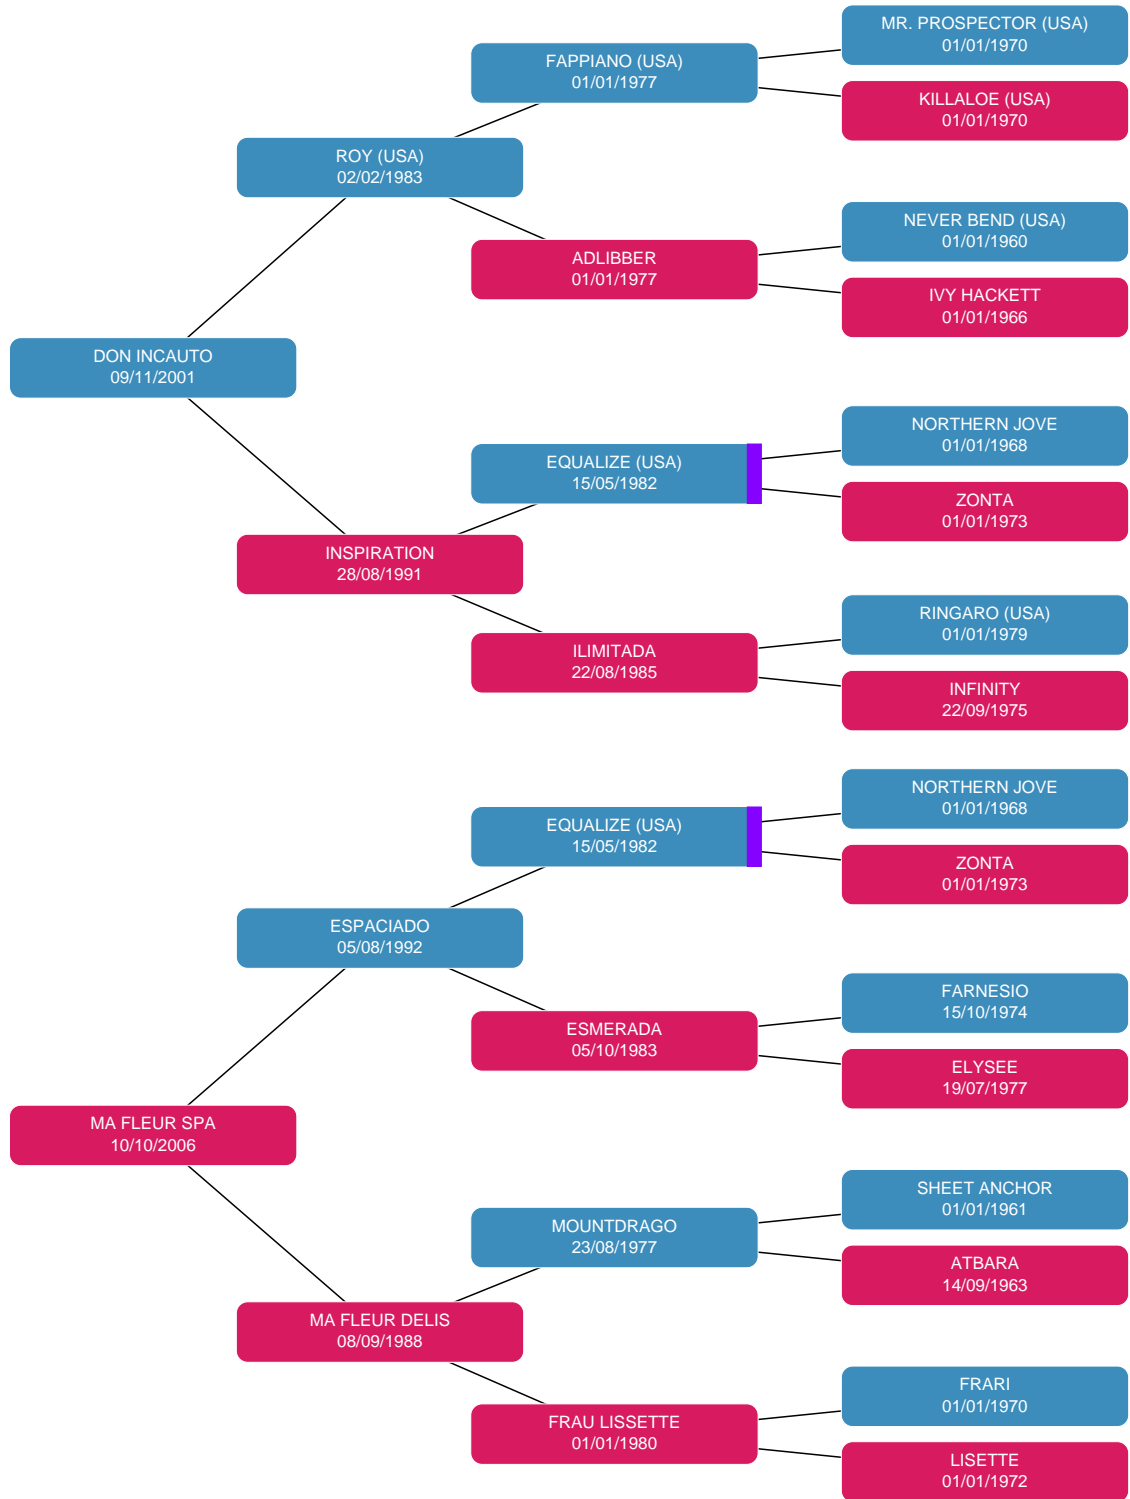 MR. PROSPECTOR (USA)
01/01/1970
FAPPIANO (USA)
01/01/1977
KILLALOE (USA)
01/01/1970
ROY (USA)
02/02/1983
NEVER BEND (USA)
01/01/1960
ADLIBBER
01/01/1977
IVY HACKETT
01/01/1966
DON INCAUTO
09/11/2001
NORTHERN JOVE
01/01/1968
EQUALIZE (USA)
15/05/1982
ZONTA
01/01/1973
INSPIRATION
28/08/1991
RINGARO (USA)
01/01/1979
ILIMITADA
22/08/1985
INFINITY
22/09/1975
NORTHERN JOVE
01/01/1968
EQUALIZE (USA)
15/05/1982
ZONTA
01/01/1973
ESPACIADO
05/08/1992
FARNESIO
15/10/1974
ESMERADA
05/10/1983
ELYSEE
19/07/1977
MA FLEUR SPA
10/10/2006
SHEET ANCHOR
01/01/1961
MOUNTDRAGO
23/08/1977
ATBARA
14/09/1963
MA FLEUR DELIS
08/09/1988
FRARI
01/01/1970
FRAU LISSETTE
01/01/1980
LISETTE
01/01/1972